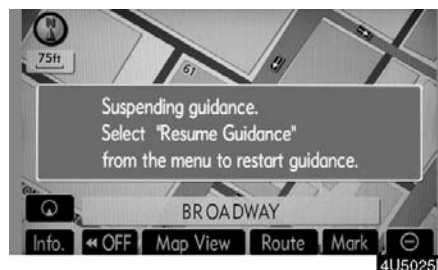 N
75ft
61
Suspending guidance.
Select "Resume Guidance"
from the menu to restart guidance.
BROADWAY
Info.
OFF
Map View
Route
Mark
4U5025